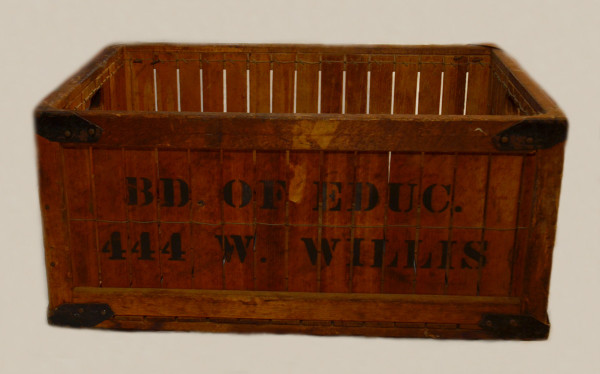 BD. OF EDUC.
444 W. WILLIS